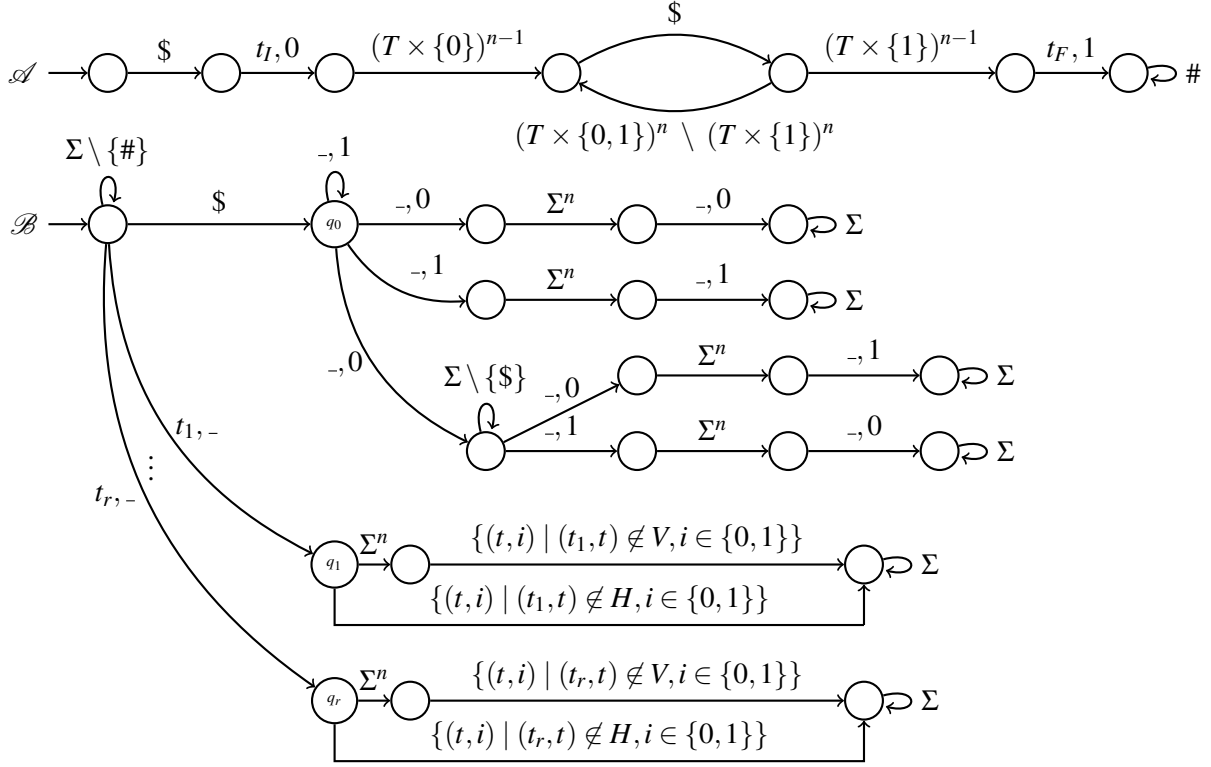 𝒜 $ t_I, 0 (T × {0})^{n−1} $ (T × {1})^{n−1} t_F, 1 #
(T × {0,1})^n \ (T × {1})^n
Σ \ {#} _, 1
ℬ $ q_0 _, 0 Σ^n _, 0 Σ
_, 1 Σ^n _, 1 Σ
_, 0 Σ \ {$} _, 0 Σ^n _, 1 Σ
_, 1 Σ^n _, 0 Σ
t_1, _
⋮
t_r, _
q_1 Σ^n {(t,i) | (t_1,t) ∉ V, i ∈ {0,1}} Σ
{(t,i) | (t_1,t) ∉ H, i ∈ {0,1}}
q_r Σ^n {(t,i) | (t_r,t) ∉ V, i ∈ {0,1}} Σ
{(t,i) | (t_r,t) ∉ H, i ∈ {0,1}}